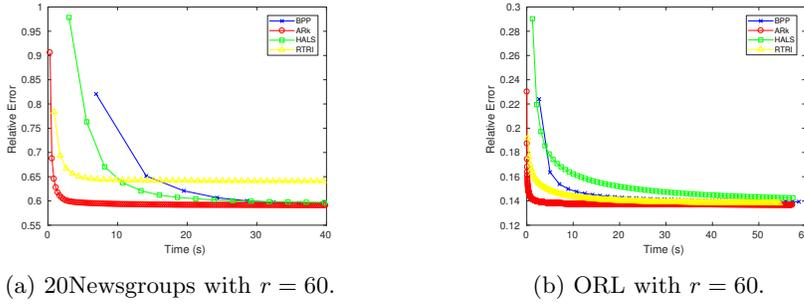 1
0.95
0.9
0.85
0.8
0.75
0.7
0.65
0.6
0.55
Relative Error
0 10 20 30 40
Time (s)
BPP
ARk
HALS
RTRI
0.3
0.28
0.26
0.24
0.22
0.2
0.18
0.16
0.14
0.12
Relative Error
0 10 20 30 40 50 60
Time (s)
BPP
ARk
HALS
RTRI
(a) 20Newsgroups with r = 60.
(b) ORL with r = 60.